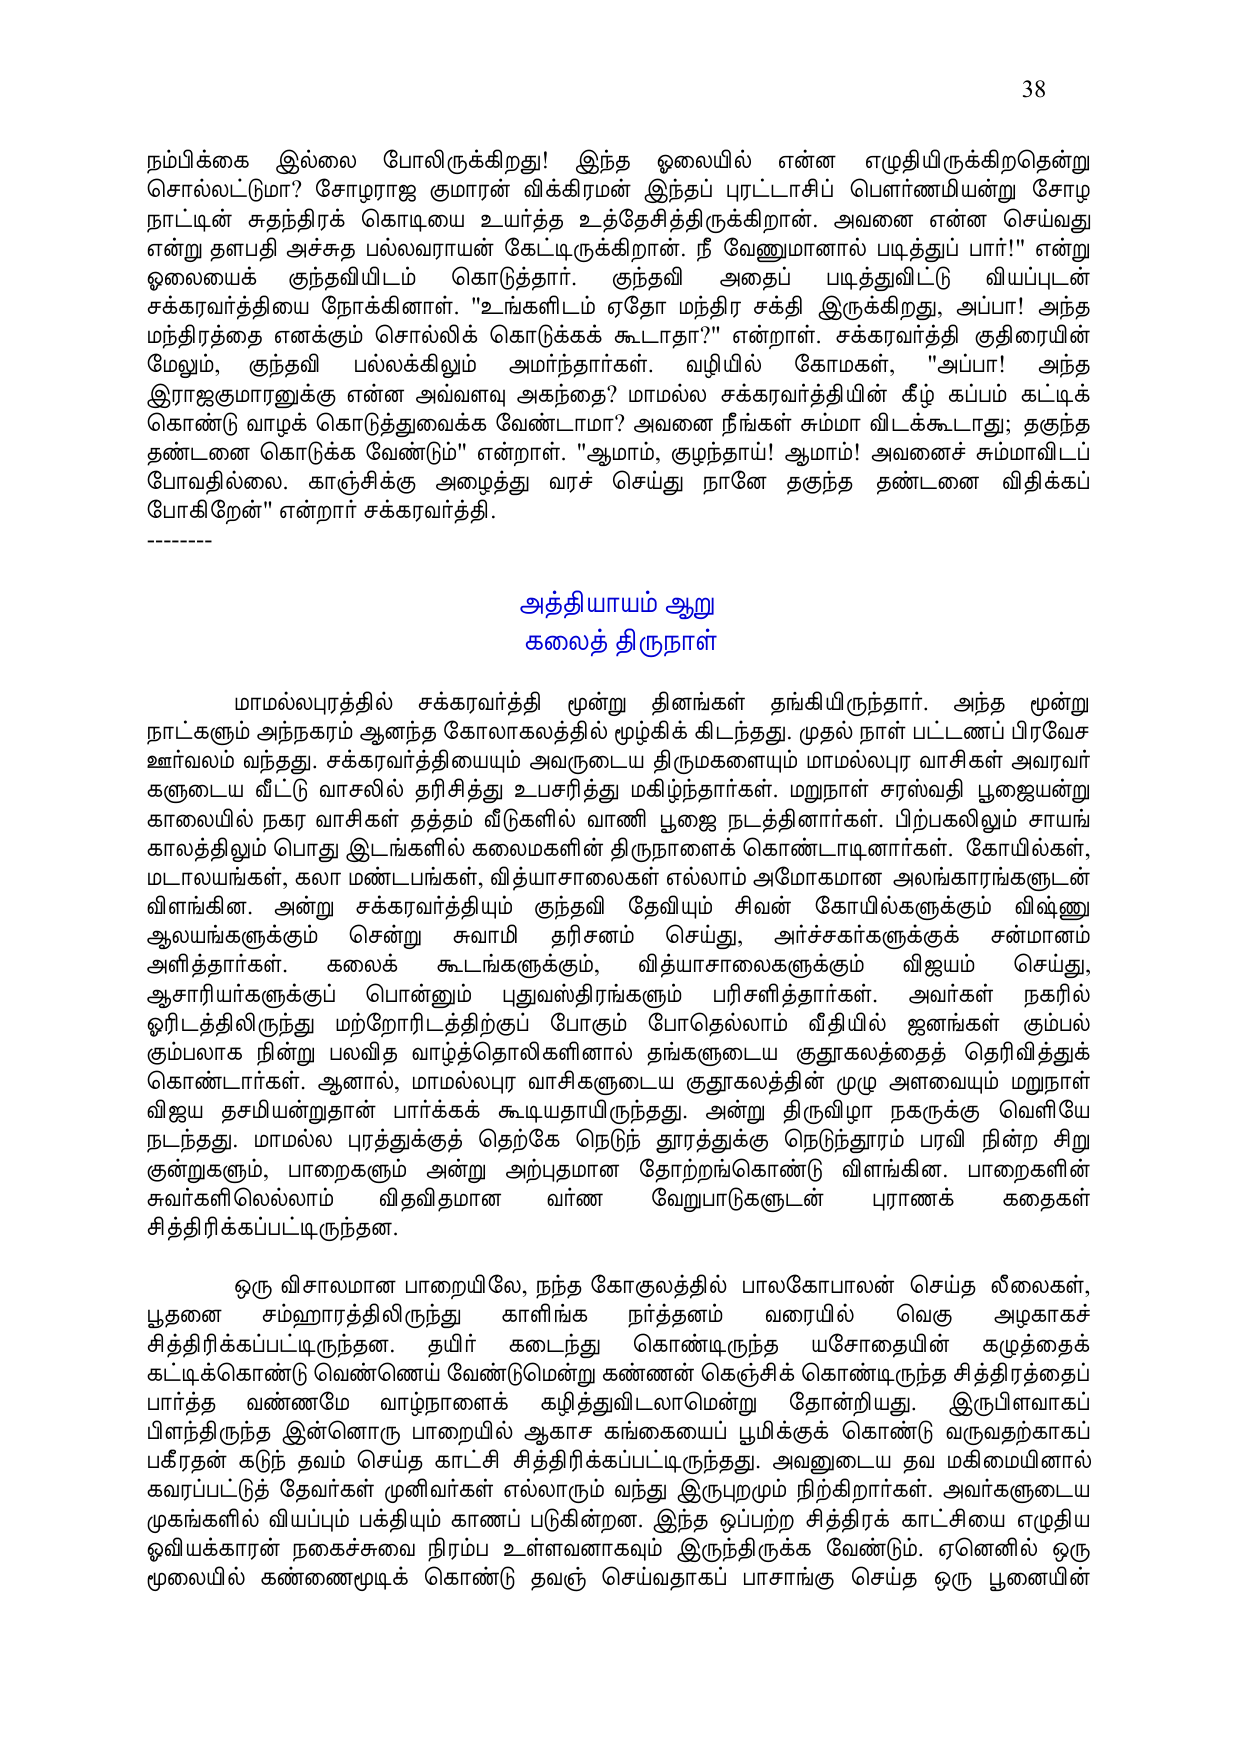 38
நம்பிக்கை இல்லை போலிருக்கிறது! இந்த ஓலையில் என்ன எழுதியிருக்கிறதென்று
சொல்லட்டுமா? சோழராஜ குமாரன் விக்கிரமன் இந்தப் புரட்டாசிப் பௌர்ணமியன்று சோழ
நாட்டின் சுதந்திரக் கொடியை உயர்த்த உத்தேசித்திருக்கிறான். அவனை என்ன செய்வது
என்று தளபதி அச்சுத பல்லவராயன் கேட்டிருக்கிறான். நீ வேணுமானால் படித்துப் பார்!" என்று
ஓலையைக் குந்தவியிடம் கொடுத்தார். குந்தவி அதைப் படித்துவிட்டு வியப்புடன்
சக்கரவர்த்தியை நோக்கினாள். "உங்களிடம் ஏதோ மந்திர சக்தி இருக்கிறது, அப்பா! அந்த
மந்திரத்தை எனக்கும் சொல்லிக் கொடுக்கக் கூடாதா?" என்றாள். சக்கரவர்த்தி குதிரையின்
மேலும், குந்தவி பல்லக்கிலும் அமர்ந்தார்கள். வழியில் கோமகள், "அப்பா! அந்த
இராஜகுமாரனுக்கு என்ன அவ்வளவு அகந்தை? மாமல்ல சக்கரவர்த்தியின் கீழ் கப்பம் கட்டிக்
கொண்டு வாழக் கொடுத்துவைக்க வேண்டாமா? அவனை நீங்கள் சும்மா விடக்கூடாது; தகுந்த
தண்டனை கொடுக்க வேண்டும்" என்றாள். "ஆமாம், குழந்தாய்! ஆமாம்! அவனைச் சும்மாவிடப்
போவதில்லை. காஞ்சிக்கு அழைத்து வரச் செய்து நானே தகுந்த தண்டனை விதிக்கப்
போகிறேன்" என்றார் சக்கரவர்த்தி.
--------
அத்தியாயம் ஆறு
கலைத் திருநாள்
மாமல்லபுரத்தில் சக்கரவர்த்தி மூன்று தினங்கள் தங்கியிருந்தார். அந்த மூன்று
நாட்களும் அந்நகரம் ஆனந்த கோலாகலத்தில் மூழ்கிக் கிடந்தது. முதல் நாள் பட்டணப் பிரவேச
ஊர்வலம் வந்தது. சக்கரவர்த்தியையும் அவருடைய திருமகளையும் மாமல்லபுர வாசிகள் அவரவர்
களுடைய வீட்டு வாசலில் தரிசித்து உபசரித்து மகிழ்ந்தார்கள். மறுநாள் சரஸ்வதி பூஜையன்று
காலையில் நகர வாசிகள் தத்தம் வீடுகளில் வாணி பூஜை நடத்தினார்கள். பிற்பகலிலும் சாயங்
காலத்திலும் பொது இடங்களில் கலைமகளின் திருநாளைக் கொண்டாடினார்கள். கோயில்கள்,
மடாலயங்கள், கலா மண்டபங்கள், வித்யாசாலைகள் எல்லாம் அமோகமான அலங்காரங்களுடன்
விளங்கின. அன்று சக்கரவர்த்தியும் குந்தவி தேவியும் சிவன் கோயில்களுக்கும் விஷ்ணு
ஆலயங்களுக்கும் சென்று சுவாமி தரிசனம் செய்து, அர்ச்சகர்களுக்குக் சன்மானம்
அளித்தார்கள். கலைக் கூடங்களுக்கும், வித்யாசாலைகளுக்கும் விஜயம் செய்து,
ஆசாரியர்களுக்குப் பொன்னும் புதுவஸ்திரங்களும் பரிசளித்தார்கள். அவர்கள் நகரில்
ஓரிடத்திலிருந்து மற்றோரிடத்திற்குப் போகும் போதெல்லாம் வீதியில் ஜனங்கள் கும்பல்
கும்பலாக நின்று பலவித வாழ்த்தொலிகளினால் தங்களுடைய குதூகலத்தைத் தெரிவித்துக்
கொண்டார்கள். ஆனால், மாமல்லபுர வாசிகளுடைய குதூகலத்தின் முழு அளவையும் மறுநாள்
விஜய தசமியன்றுதான் பார்க்கக் கூடியதாயிருந்தது. அன்று திருவிழா நகருக்கு வெளியே
நடந்தது. மாமல்ல புரத்துக்குத் தெற்கே நெடுந் தூரத்துக்கு நெடுந்தூரம் பரவி நின்ற சிறு
குன்றுகளும், பாறைகளும் அன்று அற்புதமான தோற்றங்கொண்டு விளங்கின. பாறைகளின்
சுவர்களிலெல்லாம் விதவிதமான வர்ண வேறுபாடுகளுடன் புராணக் கதைகள்
சித்திரிக்கப்பட்டிருந்தன.
ஒரு விசாலமான பாறையிலே, நந்த கோகுலத்தில் பாலகோபாலன் செய்த லீலைகள்,
பூதனை சம்ஹாரத்திலிருந்து காளிங்க நர்த்தனம் வரையில் வெகு அழகாகச்
சித்திரிக்கப்பட்டிருந்தன. தயிர் கடைந்து கொண்டிருந்த யசோதையின் கழுத்தைக்
கட்டிக்கொண்டு வெண்ணெய் வேண்டுமென்று கண்ணன் கெஞ்சிக் கொண்டிருந்த சித்திரத்தைப்
பார்த்த வண்ணமே வாழ்நாளைக் கழித்துவிடலாமென்று தோன்றியது. இருபிளவாகப்
பிளந்திருந்த இன்னொரு பாறையில் ஆகாச கங்கையைப் பூமிக்குக் கொண்டு வருவதற்காகப்
பகீரதன் கடுந் தவம் செய்த காட்சி சித்திரிக்கப்பட்டிருந்தது. அவனுடைய தவ மகிமையினால்
கவரப்பட்டுத் தேவர்கள் முனிவர்கள் எல்லாரும் வந்து இருபுறமும் நிற்கிறார்கள். அவர்களுடைய
முகங்களில் வியப்பும் பக்தியும் காணப் படுகின்றன. இந்த ஒப்பற்ற சித்திரக் காட்சியை எழுதிய
ஓவியக்காரன் நகைச்சுவை நிரம்ப உள்ளவனாகவும் இருந்திருக்க வேண்டும். ஏனெனில் ஒரு
மூலையில் கண்ணைமூடிக் கொண்டு தவஞ் செய்வதாகப் பாசாங்கு செய்த ஒரு பூனையின்